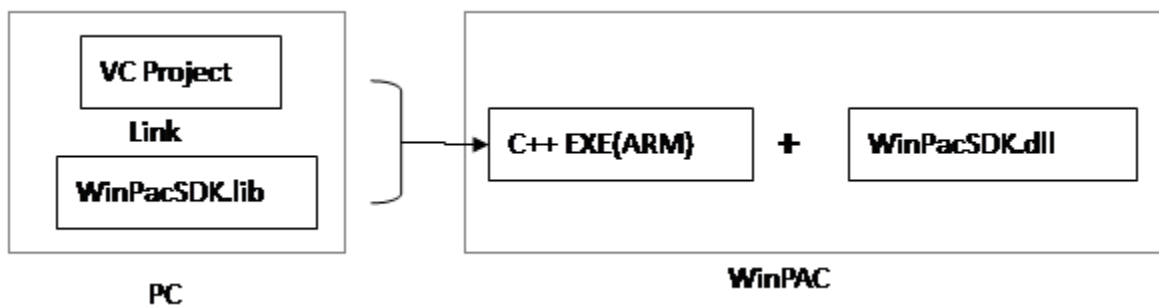 VC Project
Link
WinPacSDK.lib
PC
C++ EXE(ARM)
+
WinPacSDK.dll
WinPAC